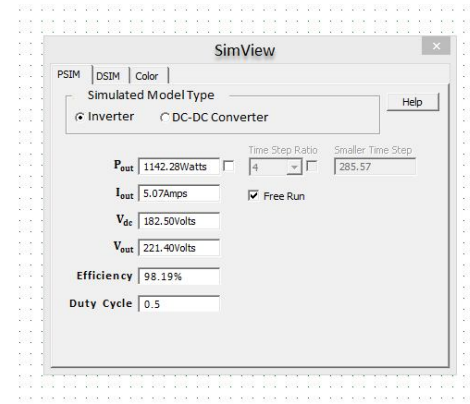 SimView
PSIM DSIM Color
Simulated Model Type
Inverter DC-DC Converter
Help
Time Step Ratio Smaller Time Step
Pout 1142.28Watts 4 285.57
Iout 5.07Amps Free Run
Vdc 182.50Volts
Vout 221.40Volts
Efficiency 98.19%
Duty Cycle 0.5